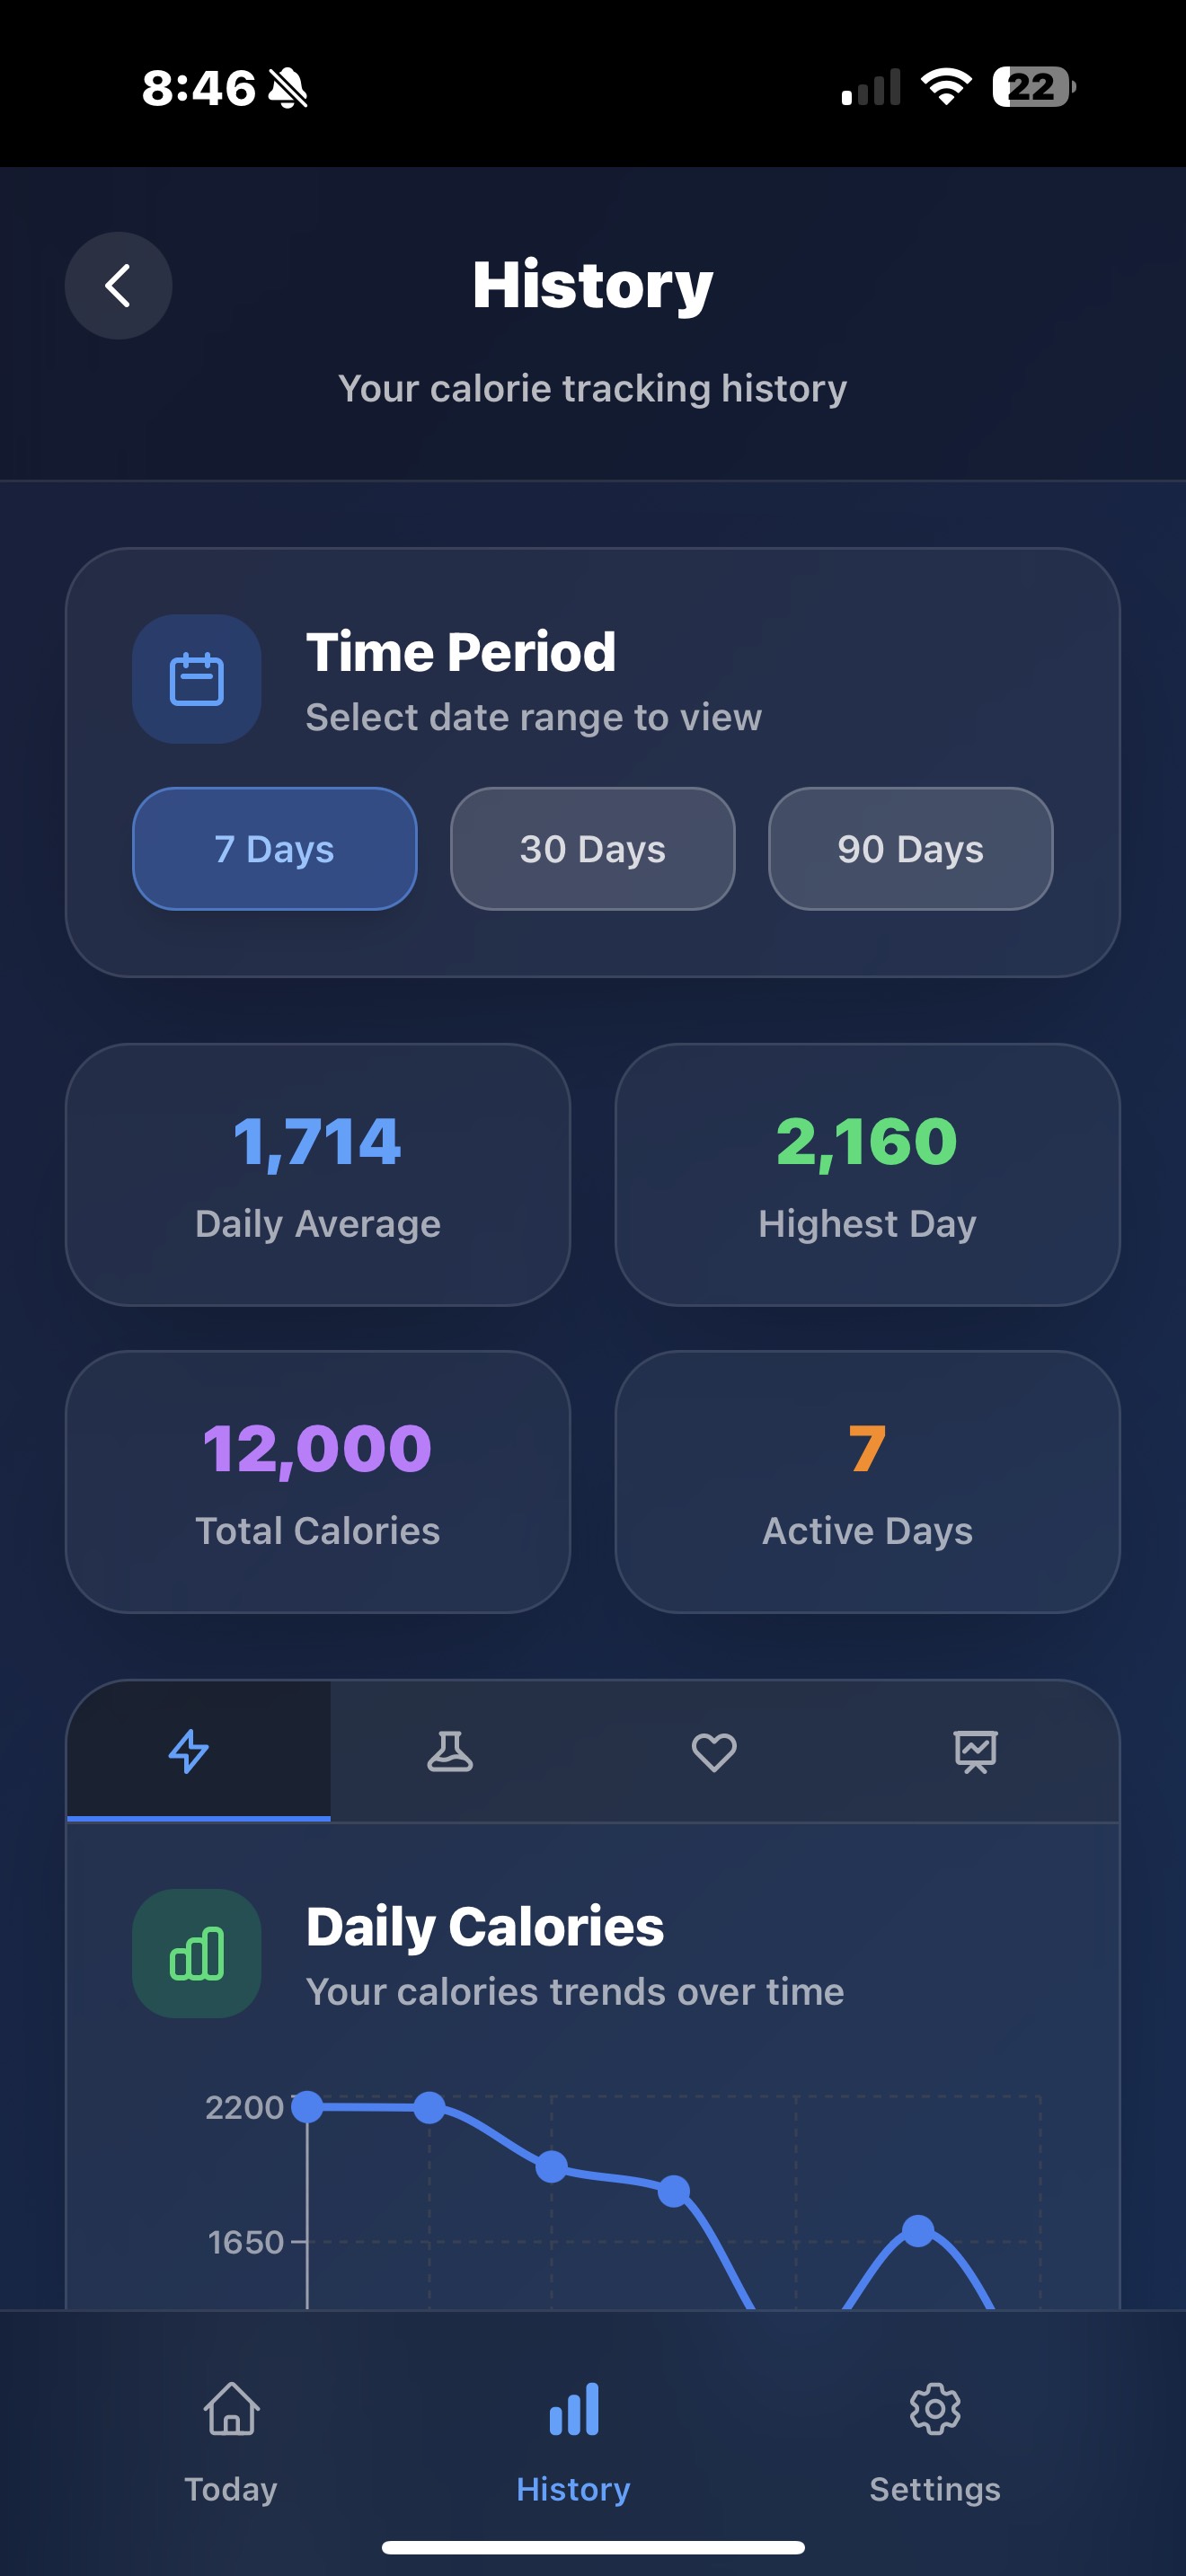 8:46
22
History
Your calorie tracking history
Time Period
Select date range to view
7 Days
30 Days
90 Days
1,714
Daily Average
2,160
Highest Day
12,000
Total Calories
7
Active Days
Daily Calories
Your calories trends over time
2200
1650
Today
History
Settings